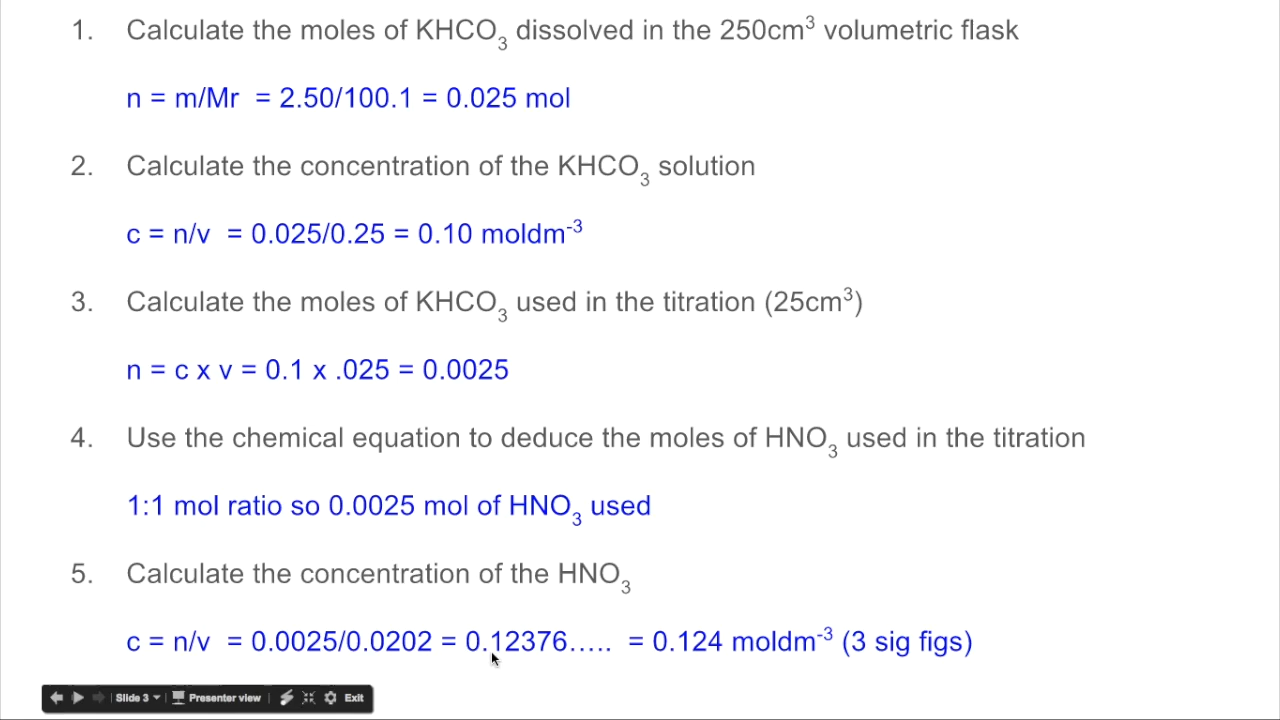 1. Calculate the moles of KHCO₃ dissolved in the 250cm³ volumetric flask
n = m/Mr = 2.50/100.1 = 0.025 mol
2. Calculate the concentration of the KHCO₃ solution
c = n/v = 0.025/0.25 = 0.10 moldm⁻³
3. Calculate the moles of KHCO₃ used in the titration (25cm³)
n = c x v = 0.1 x .025 = 0.0025
4. Use the chemical equation to deduce the moles of HNO₃ used in the titration
1:1 mol ratio so 0.0025 mol of HNO₃ used
5. Calculate the concentration of the HNO₃
c = n/v = 0.0025/0.0202 = 0.12376..... = 0.124 moldm⁻³ (3 sig figs)
Slide 3 Presenter view Exit